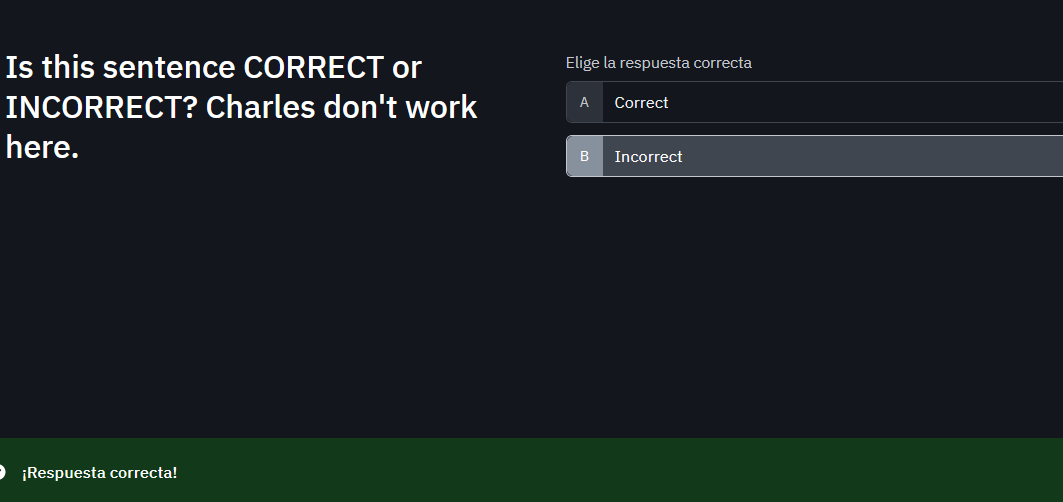 Is this sentence CORRECT or
INCORRECT? Charles don't work
here.
Elige la respuesta correcta
A Correct
B Incorrect
¡Respuesta correcta!